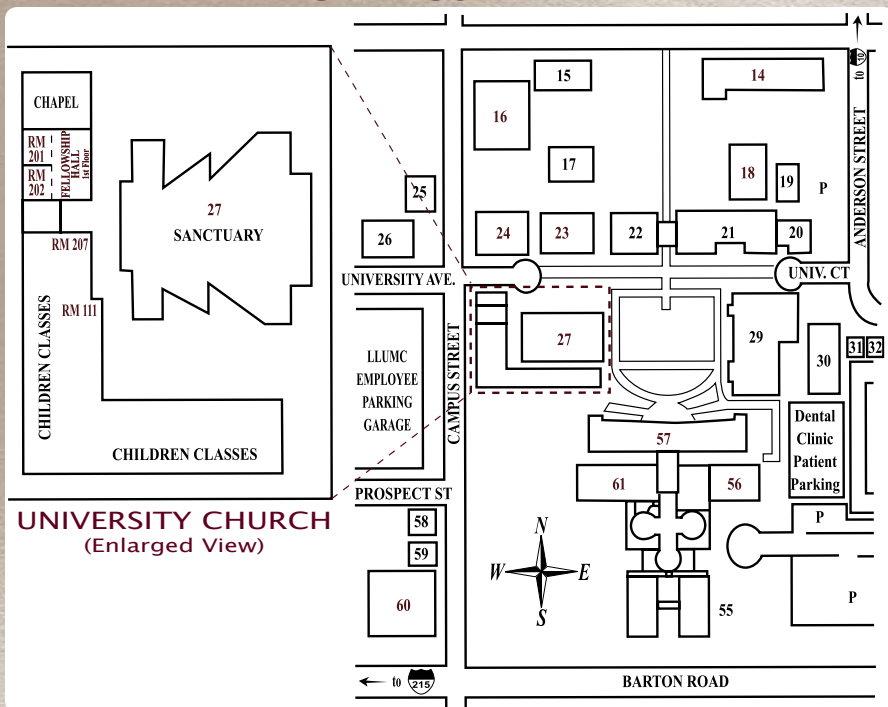 CHAPEL
RM
201
RM
202
FELLOWSHIP
HALL
1st Floor
27
SANCTUARY
RM 207
RM 111
CHILDREN CLASSES
CHILDREN CLASSES
UNIVERSITY CHURCH
(Enlarged View)
15
14
16
17
18
19
P
25
26
24
23
22
21
20
to 10
ANDERSON STREET
UNIVERSITY AVE.
UNIV. CT
27
29
30
31
32
LLUMC
EMPLOYEE
PARKING
GARAGE
CAMPUS STREET
57
Dental
Clinic
Patient
Parking
61
56
PROSPECT ST
58
59
60
P
P
N
W
E
S
55
to 215
BARTON ROAD